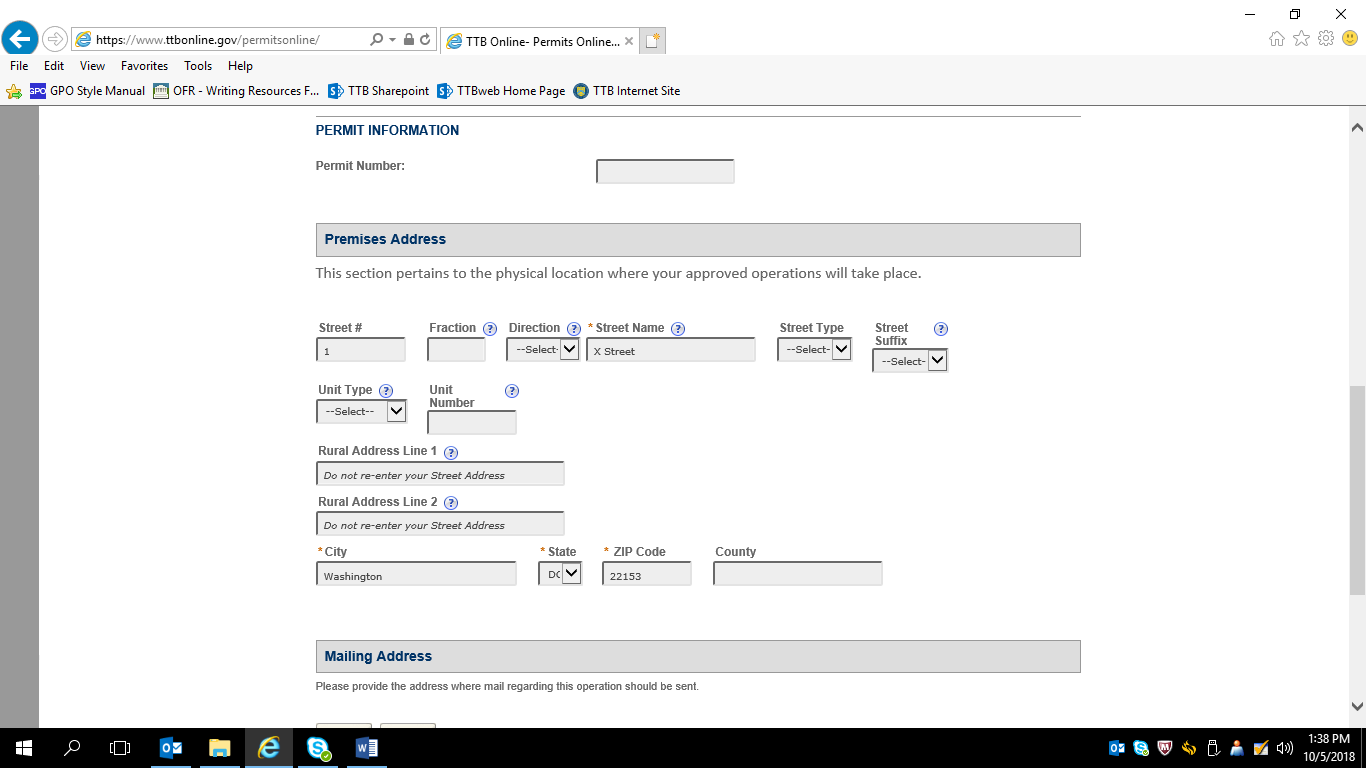 https://www.ttbonline.gov/permitsonline/
TTB Online- Permits Online...
File Edit View Favorites Tools Help
GPO GPO Style Manual OFR - Writing Resources F... TTB Sharepoint TTBweb Home Page TTB Internet Site
PERMIT INFORMATION
Permit Number:
Premises Address
This section pertains to the physical location where your approved operations will take place.
Street # Fraction ? Direction ? * Street Name ? Street Type Street Suffix ?
1 --Select- X Street --Select- --Select-
Unit Type ? Unit Number ?
--Select--
Rural Address Line 1 ?
Do not re-enter your Street Address
Rural Address Line 2 ?
Do not re-enter your Street Address
* City * State * ZIP Code County
Washington DC 22153
Mailing Address
Please provide the address where mail regarding this operation should be sent.
1:38 PM
10/5/2018